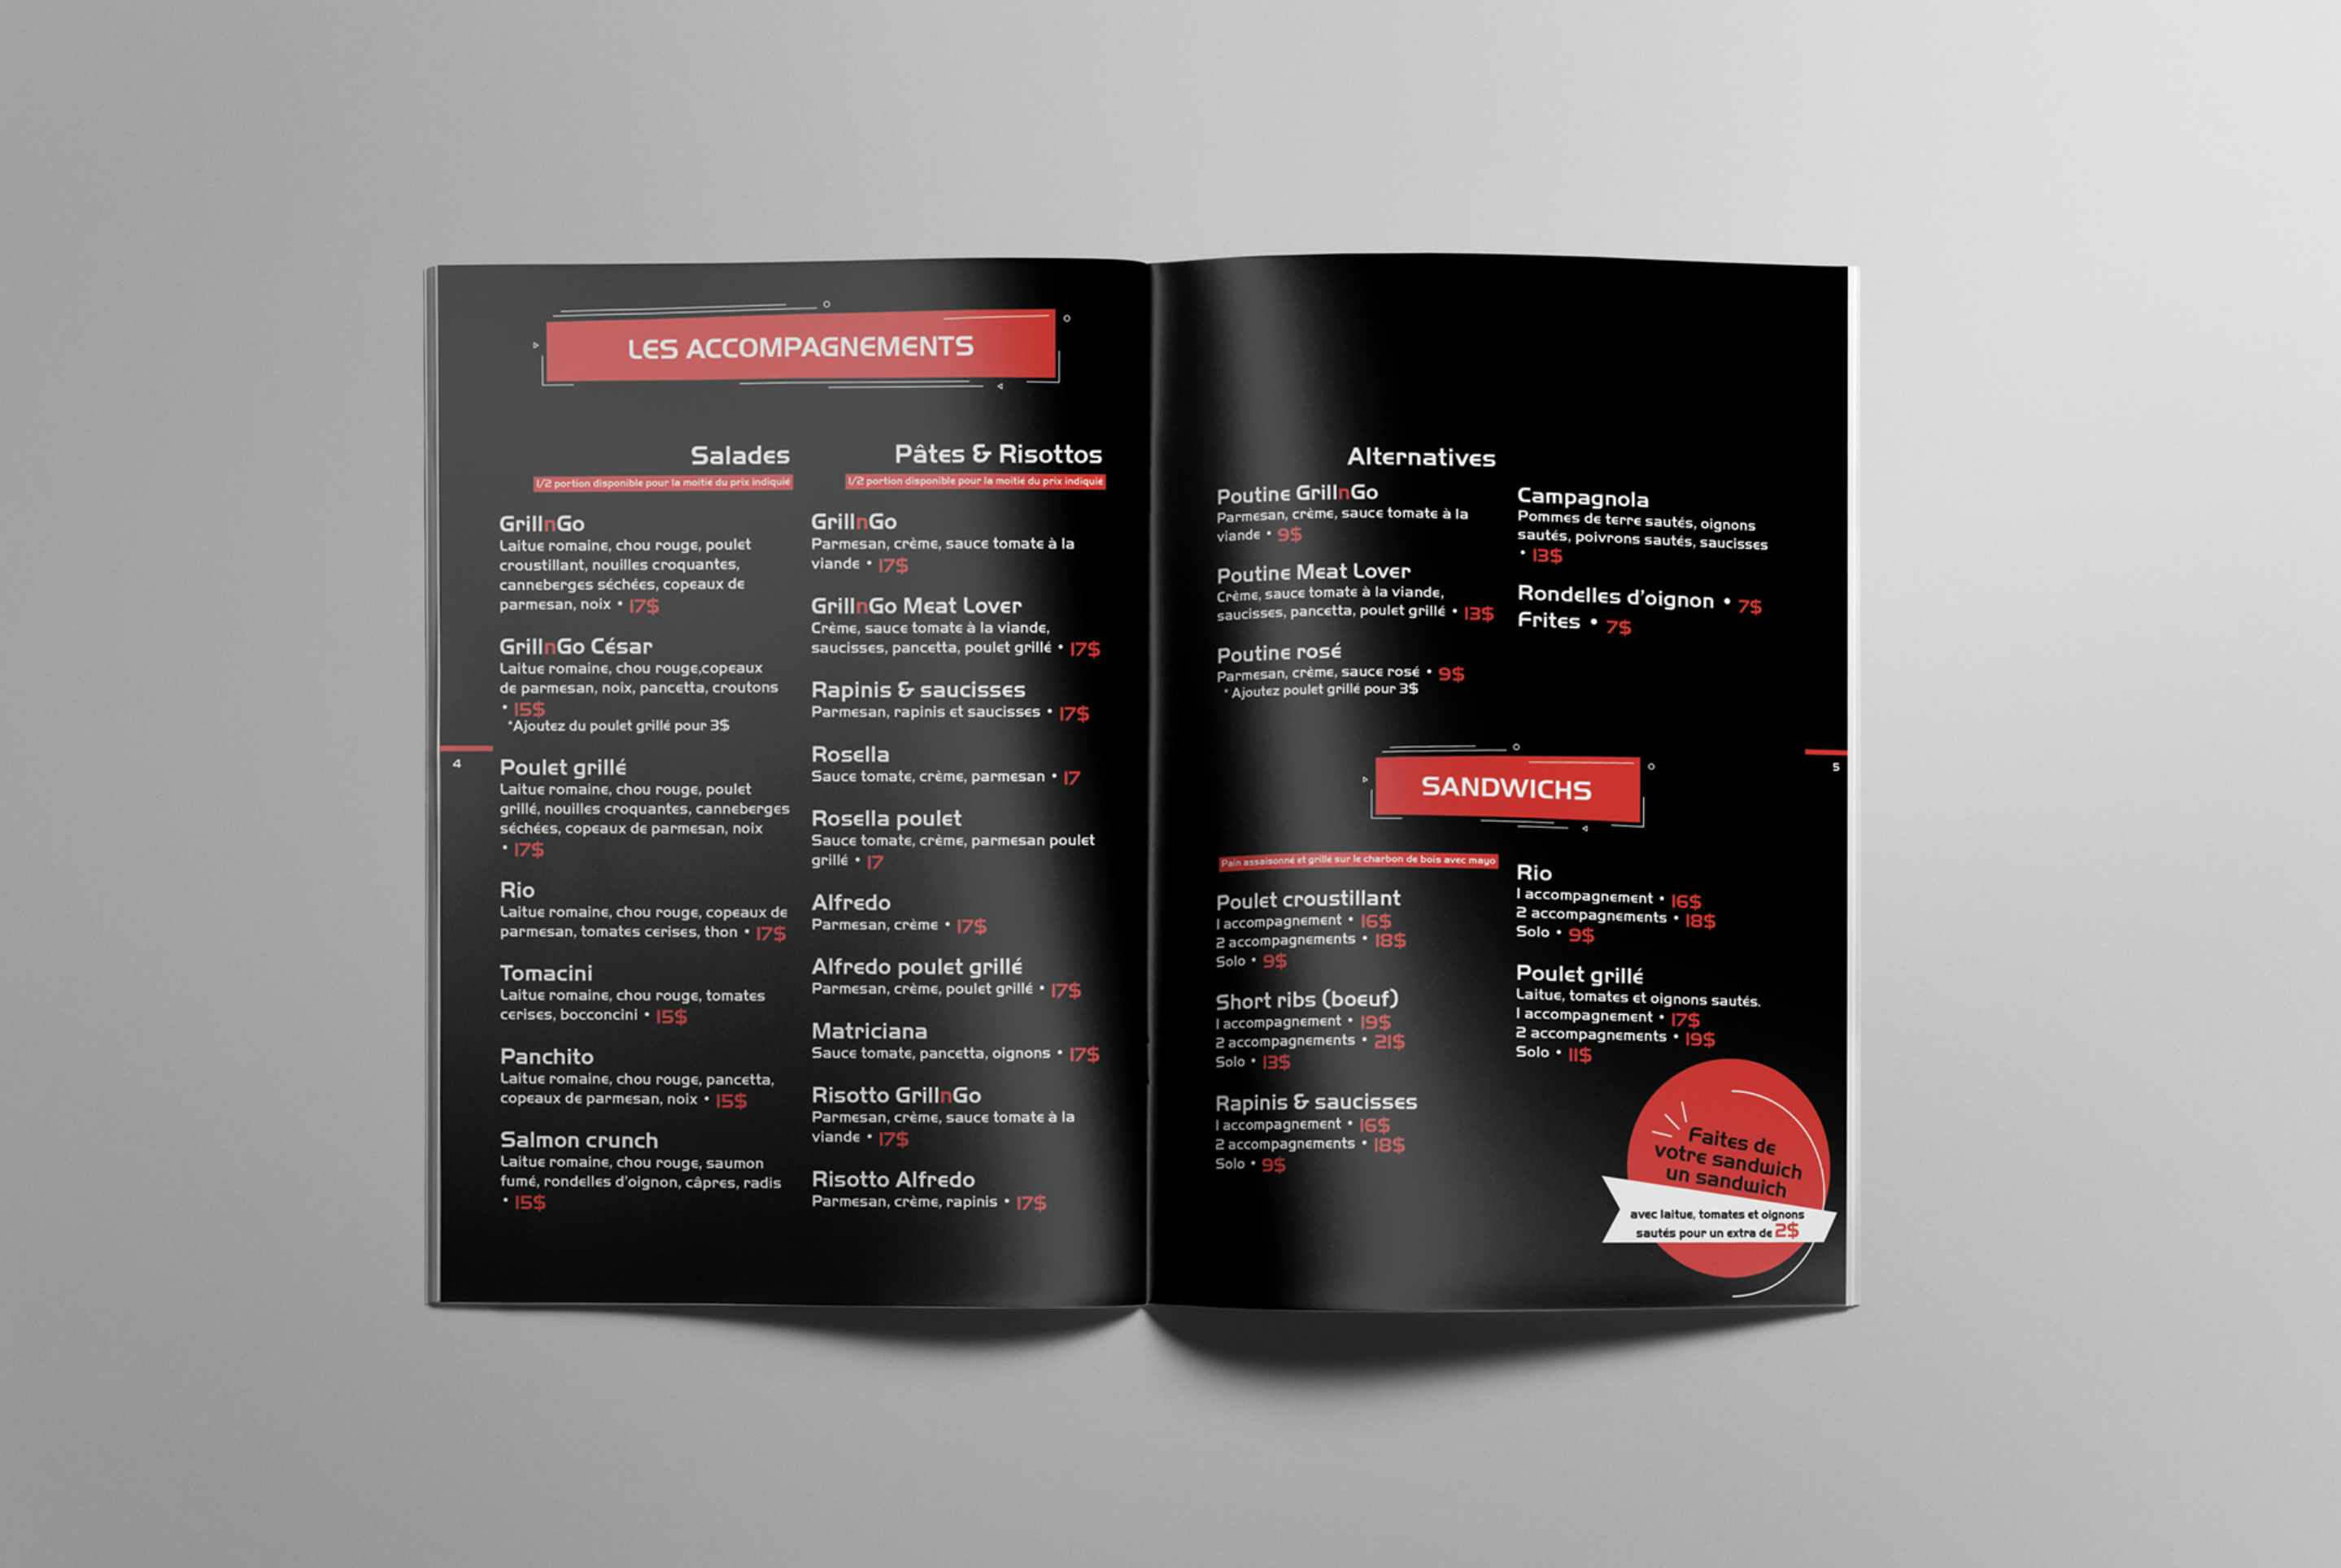 LES ACCOMPAGNEMENTS
Salades
1/2 portion disponible pour la moitié du prix indiqué
GrillnGo
Laitue romaine, chou rouge, poulet
croustillant, nouilles croquantes,
canneberges séchées, copeaux de
parmesan, noix • 17$
GrillnGo César
Laitue romaine, chou rouge,copeaux
de parmesan, noix, pancetta, croutons
• 15$
*Ajoutez du poulet grillé pour 3$
Poulet grillé
Laitue romaine, chou rouge, poulet
grillé, nouilles croquantes, canneberges
séchées, copeaux de parmesan, noix
• 17$
Rio
Laitue romaine, chou rouge, copeaux de
parmesan, tomates cerises, thon • 17$
Tomacini
Laitue romaine, chou rouge, tomates
cerises, bocconcini • 15$
Panchito
Laitue romaine, chou rouge, pancetta,
copeaux de parmesan, noix • 15$
Salmon crunch
Laitue romaine, chou rouge, saumon
fumé, rondelles d'oignon, câpres, radis
• 15$
4
Pâtes & Risottos
1/2 portion disponible pour la moitié du prix indiqué
GrillnGo
Parmesan, crème, sauce tomate à la
viande • 17$
GrillnGo Meat Lover
Crème, sauce tomate à la viande,
saucisses, pancetta, poulet grillé • 17$
Rapinis & saucisses
Parmesan, rapinis et saucisses • 17$
Rosella
Sauce tomate, crème, parmesan • 17
Rosella poulet
Sauce tomate, crème, parmesan poulet
grillé • 17
Alfredo
Parmesan, crème • 17$
Alfredo poulet grillé
Parmesan, crème, poulet grillé • 17$
Matriciana
Sauce tomate, pancetta, oignons • 17$
Risotto GrillnGo
Parmesan, crème, sauce tomate à la
viande • 17$
Risotto Alfredo
Parmesan, crème, rapinis • 17$
Alternatives
Poutine GrillnGo
Parmesan, crème, sauce tomate à la
viande • 9$
Poutine Meat Lover
Crème, sauce tomate à la viande,
saucisses, pancetta, poulet grillé • 13$
Poutine rosé
Parmesan, crème, sauce rosé • 9$
* Ajoutez poulet grillé pour 3$
Campagnola
Pommes de terre sautés, oignons
sautés, poivrons sautés, saucisses
• 13$
Rondelles d'oignon • 7$
Frites • 7$
5
SANDWICHS
Pain assaisonné et grillé sur le charbon de bois avec mayo
Poulet croustillant
1 accompagnement • 16$
2 accompagnements • 18$
Solo • 9$
Short ribs (boeuf)
1 accompagnement • 19$
2 accompagnements • 21$
Solo • 13$
Rapinis & saucisses
1 accompagnement • 16$
2 accompagnements • 18$
Solo • 9$
Rio
1 accompagnement • 16$
2 accompagnements • 18$
Solo • 9$
Poulet grillé
Laitue, tomates et oignons sautés.
1 accompagnement • 17$
2 accompagnements • 19$
Solo • 11$
Faites de
votre sandwich
un sandwich
avec laitue, tomates et oignons
sautés pour un extra de 2$